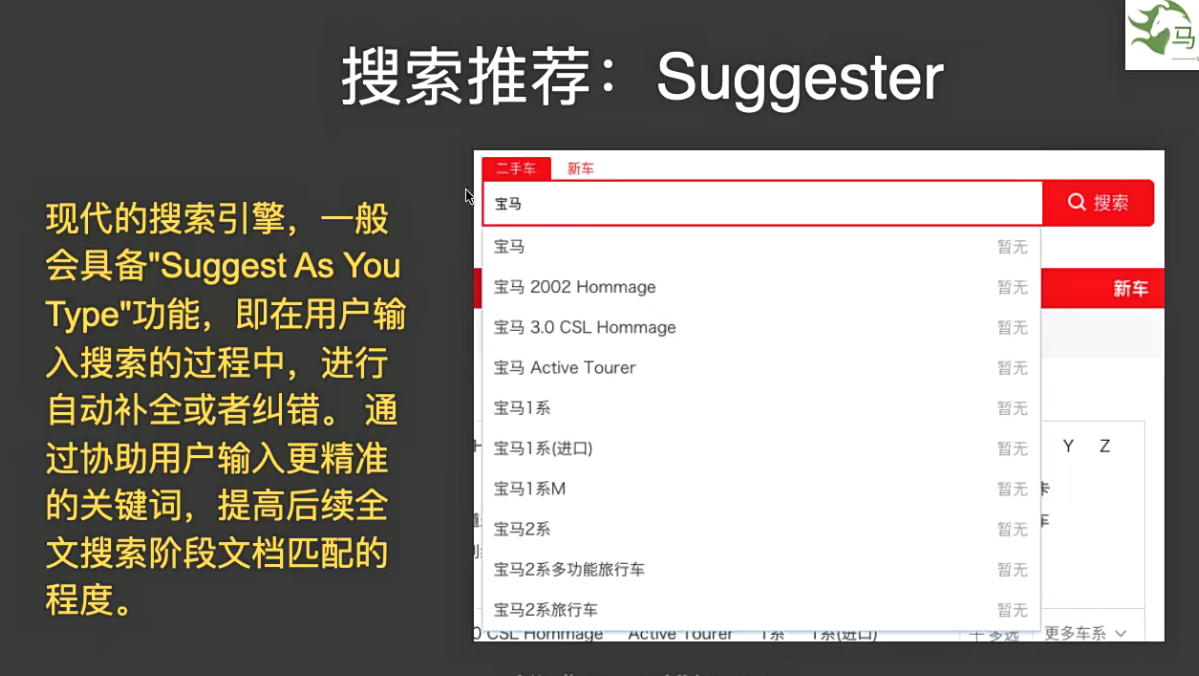 马
搜索推荐：Suggester
现代的搜索引擎，一般
会具备"Suggest As You
Type"功能，即在用户输
入搜索的过程中，进行
自动补全或者纠错。 通
过协助用户输入更精准
的关键词，提高后续全
文搜索阶段文档匹配的
程度。
二手车 新车
宝马 搜索
宝马 暂无
宝马 2002 Hommage 暂无
新车
宝马 3.0 CSL Hommage 暂无
宝马 Active Tourer 暂无
宝马1系 暂无
宝马1系(进口) 暂无
Y Z
宝马1系M 暂无
宝马2系 暂无
宝马2系多功能旅行车 暂无
宝马2系旅行车 暂无
0 CSL Hommage Active Tourer 1系 1系(进口) 多选 更多车系